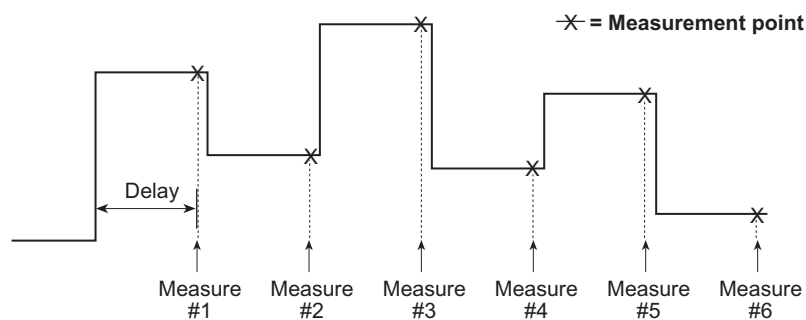 X = Measurement point
Delay
Measure #1
Measure #2
Measure #3
Measure #4
Measure #5
Measure #6